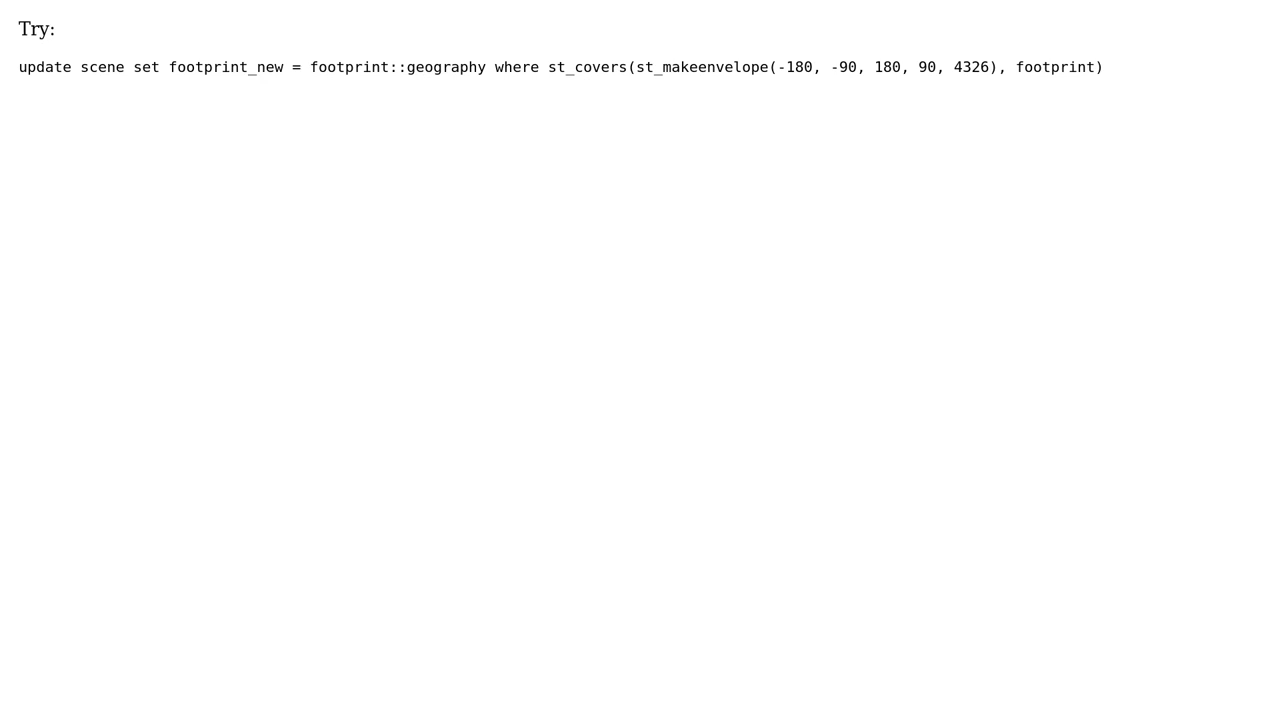 Try:
update scene set footprint_new = footprint::geography where st_covers(st_makeenvelope(-180, -90, 180, 90, 4326), footprint)